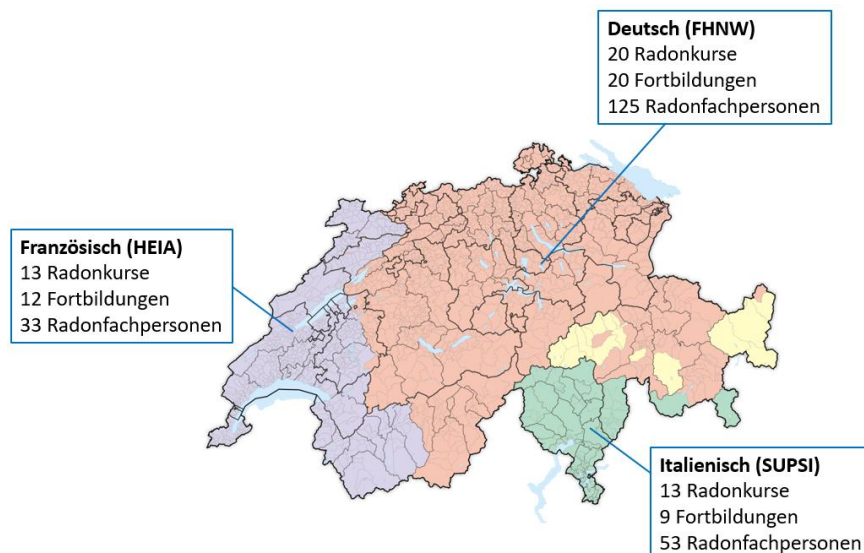 Deutsch (FHNW)
20 Radonkurse
20 Fortbildungen
125 Radonfachpersonen
Französisch (HEIA)
13 Radonkurse
12 Fortbildungen
33 Radonfachpersonen
Italienisch (SUPSI)
13 Radonkurse
9 Fortbildungen
53 Radonfachpersonen